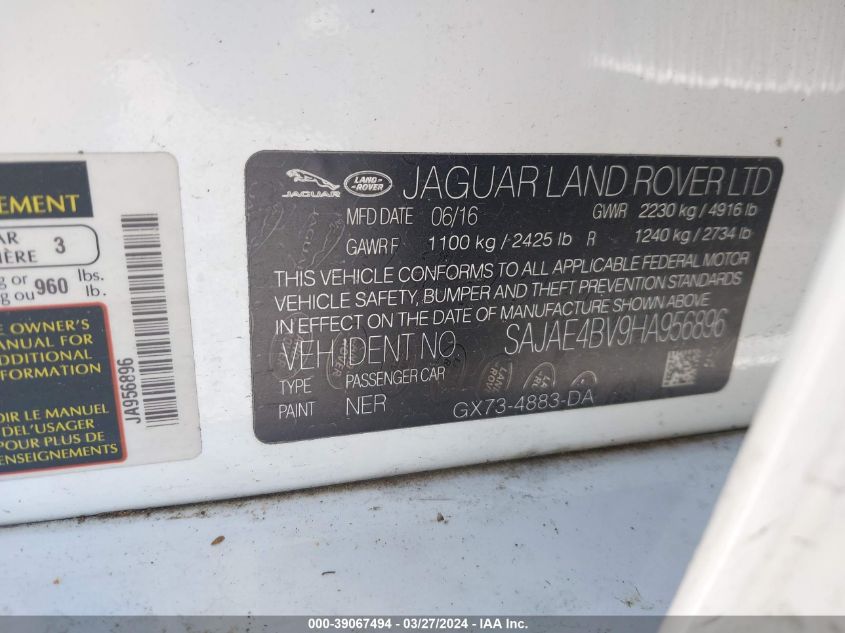 EMENT
AR
IÈRE 3
g or
g ou 960 lbs.
lb.
E OWNER'S
MANUAL FOR
ADDITIONAL
FORMATION
OIR LE MANUEL
DEL'USAGER
POUR PLUS DE
ENSEIGNEMENTS
JA956896
JAGUAR
LAND ROVER
JAGUAR LAND ROVER LTD
MFD DATE 06/16 GVWR 2230 kg / 4916 lb
GAWR F 1100 kg / 2425 lb R 1240 kg / 2734 lb
THIS VEHICLE CONFORMS TO ALL APPLICABLE FEDERAL MOTOR
VEHICLE SAFETY, BUMPER AND THEFT PREVENTION STANDARDS
IN EFFECT ON THE DATE OF MANUFACTURE SHOWN ABOVE
VEH IDENT NO SAJAE4BV9HA956896
TYPE PASSENGER CAR
PAINT NER GX73-4883-DA
000-39067494 - 03/27/2024 - IAA Inc.